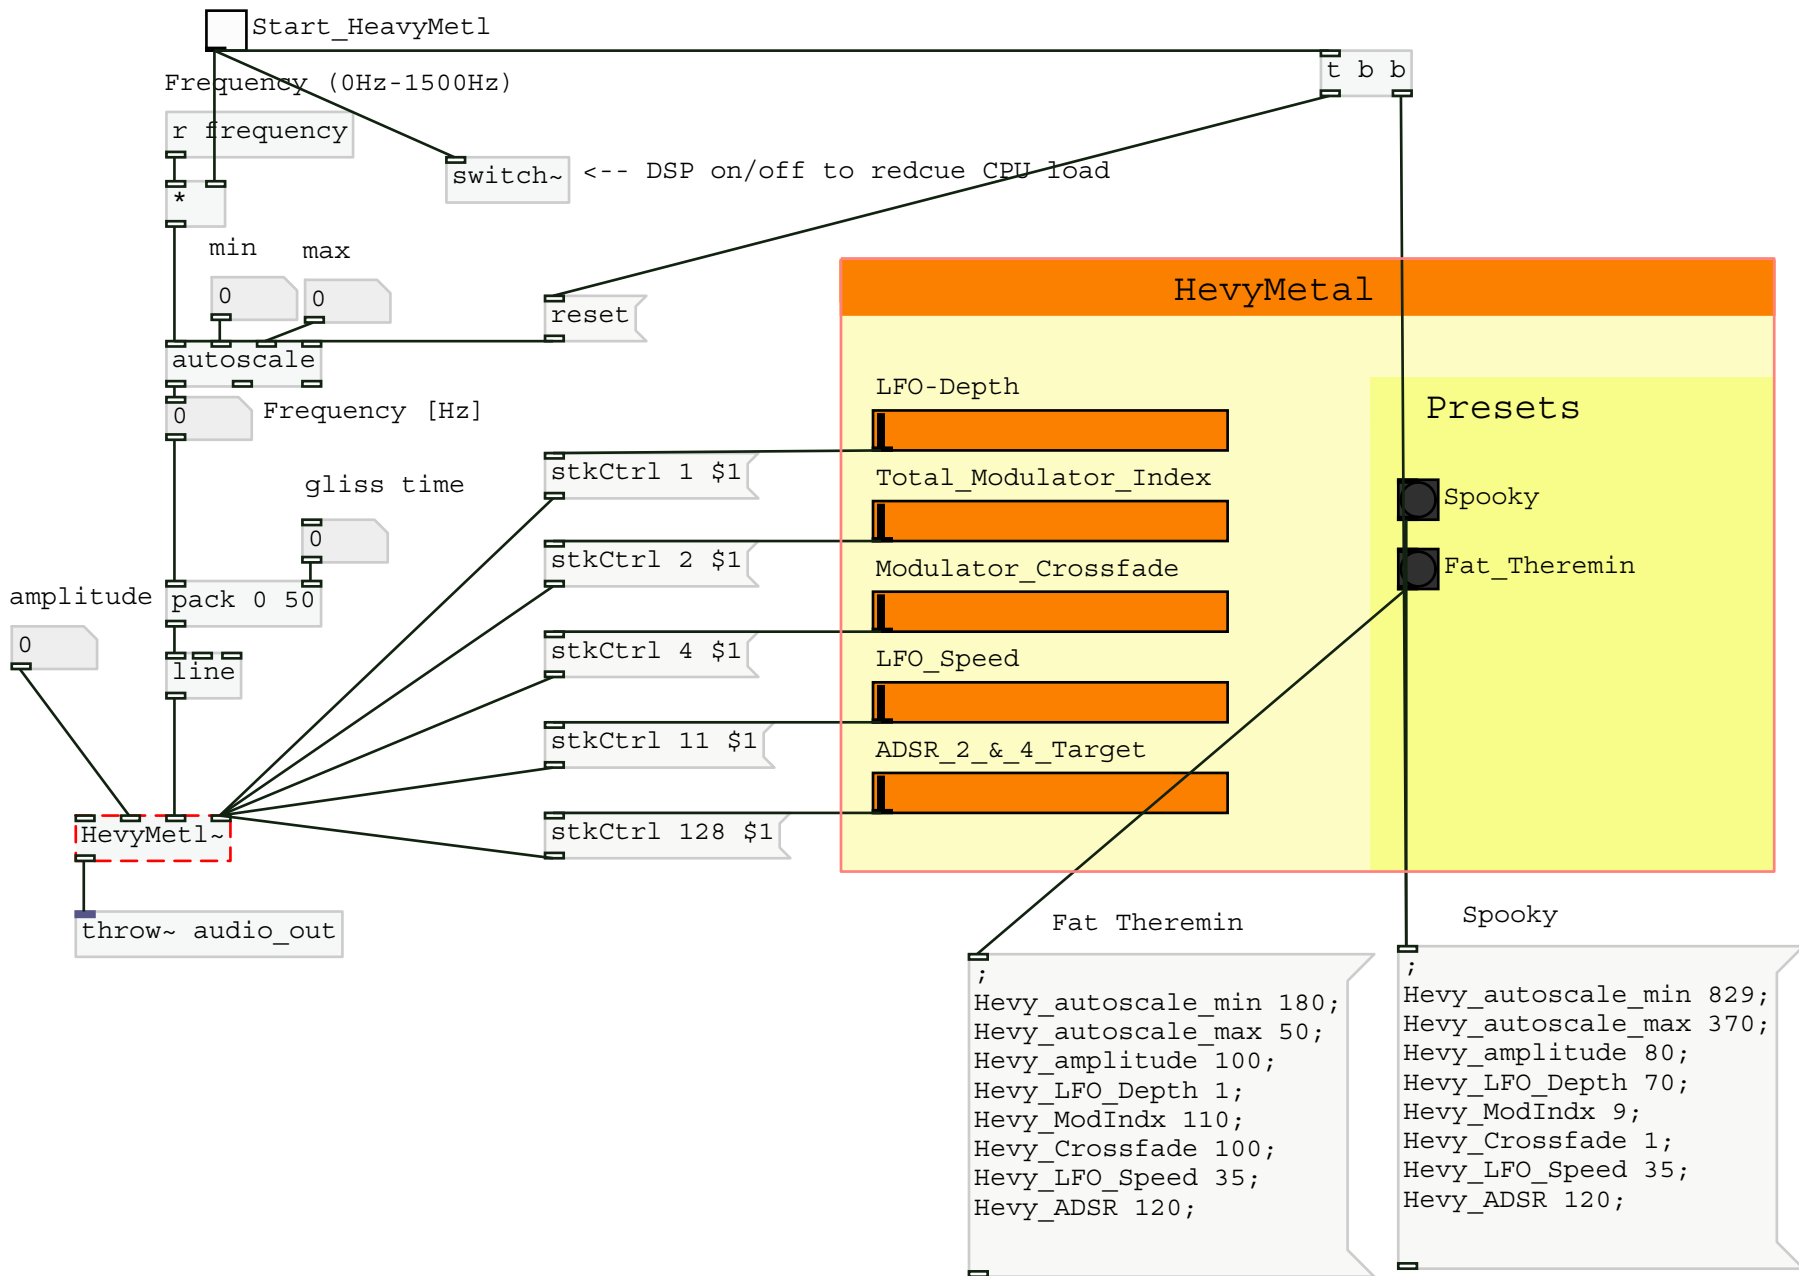 Start_HeavyMetl
t b b
Frequency (0Hz-1500Hz)
r frequency
switch~
<-- DSP on/off to redcue CPU load
*
min
max
0
0
reset
HevyMetal
autoscale
0
Frequency [Hz]
LFO-Depth
Presets
stkCtrl 1 $1
gliss time
Total_Modulator_Index
Spooky
0
stkCtrl 2 $1
Modulator_Crossfade
Fat_Theremin
amplitude
pack 0 50
0
stkCtrl 4 $1
LFO_Speed
line
stkCtrl 11 $1
ADSR_2_&_4_Target
HevyMetl~
stkCtrl 128 $1
throw~ audio_out
Fat Theremin
;
Hevy_autoscale_min 180;
Hevy_autoscale_max 50;
Hevy_amplitude 100;
Hevy_LFO_Depth 1;
Hevy_ModIndx 110;
Hevy_Crossfade 100;
Hevy_LFO_Speed 35;
Hevy_ADSR 120;
Spooky
;
Hevy_autoscale_min 829;
Hevy_autoscale_max 370;
Hevy_amplitude 80;
Hevy_LFO_Depth 70;
Hevy_ModIndx 9;
Hevy_Crossfade 1;
Hevy_LFO_Speed 35;
Hevy_ADSR 120;